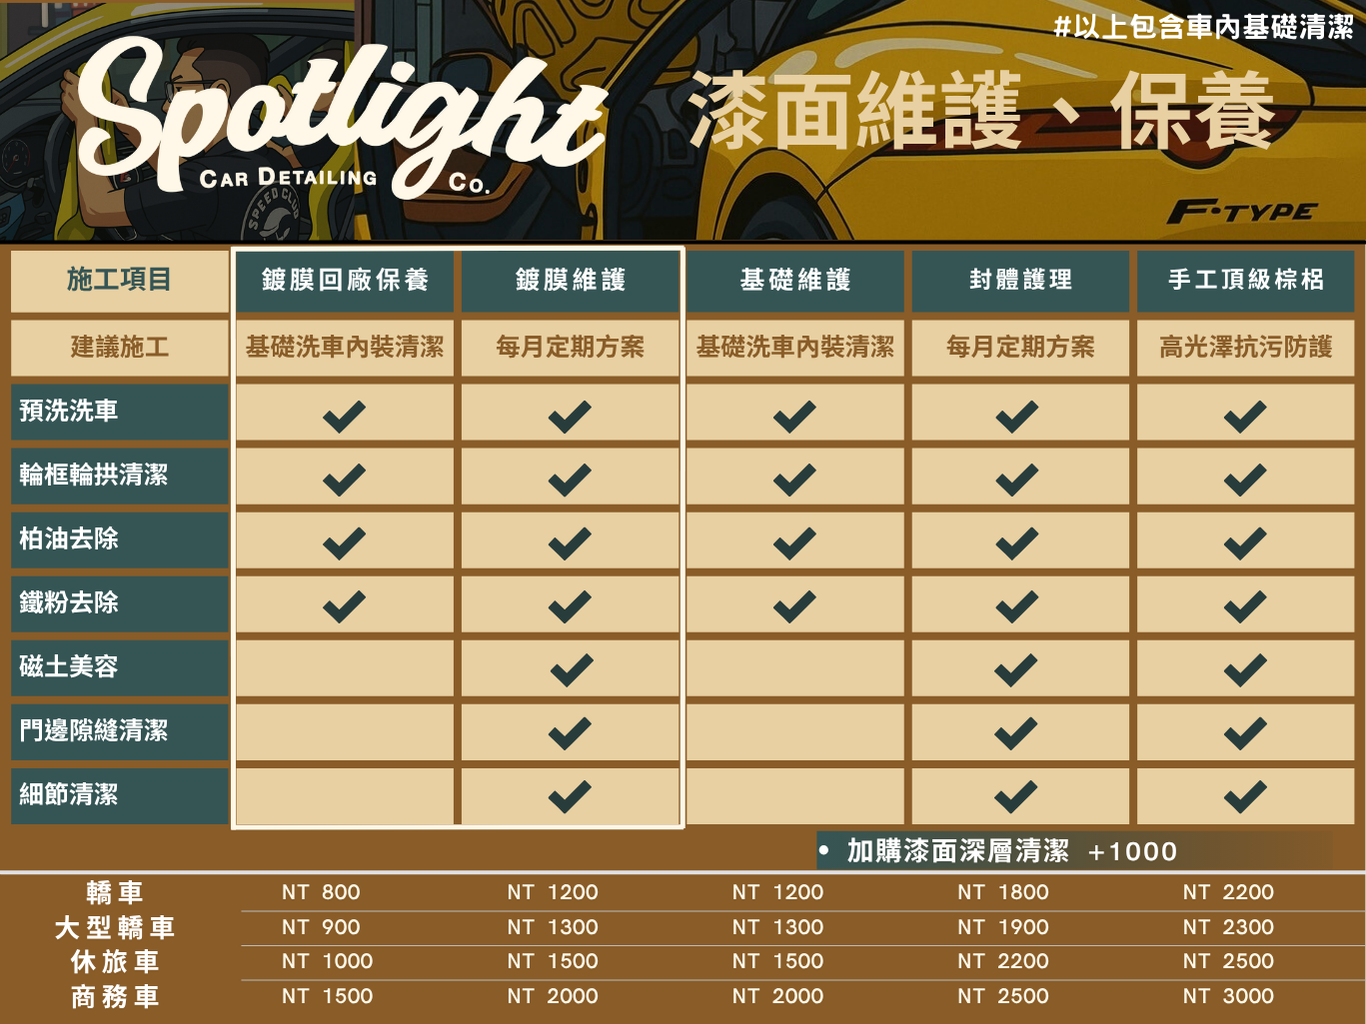 #以上包含車內基礎清潔
Spotlight
CAR DETAILING CO.
漆面維護、保養
SPEED CLUB
F-TYPE
施工項目 鍍膜回廠保養 鍍膜維護 基礎維護 封體護理 手工頂級棕梠
建議施工 基礎洗車內裝清潔 每月定期方案 基礎洗車內裝清潔 每月定期方案 高光澤抗污防護
預洗洗車
輪框輪拱清潔
柏油去除
鐵粉去除
磁土美容
門邊隙縫清潔
細節清潔
• 加購漆面深層清潔 +1000
轎車 NT 800 NT 1200 NT 1200 NT 1800 NT 2200
大型轎車 NT 900 NT 1300 NT 1300 NT 1900 NT 2300
休旅車 NT 1000 NT 1500 NT 1500 NT 2200 NT 2500
商務車 NT 1500 NT 2000 NT 2000 NT 2500 NT 3000